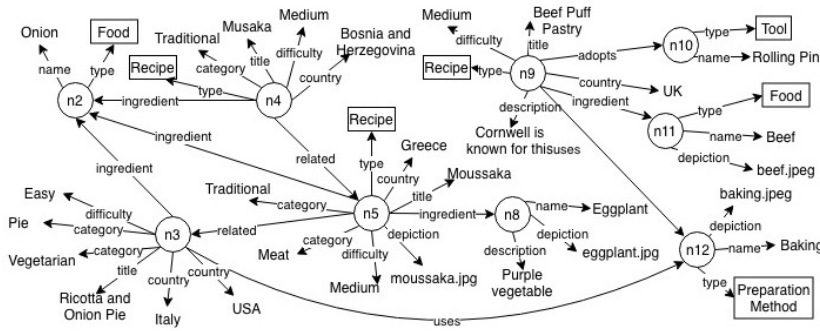 Onion
Food
name
type
n2
Traditional
Musaka
Medium
Bosnia and
Herzegovina
Recipe
category
title
difficulty
country
type
ingredient
n4
ingredient
related
ingredient
Medium
Beef Puff
Pastry
difficulty
title
Recipe
type
n9
adopts
n10
type
Tool
name
Rolling Pin
country
UK
description
Cornwell is
known for thisuses
ingredient
n11
type
Food
name
Beef
depiction
beef.jpeg
Recipe
type
Greece
country
Moussaka
title
Traditional
category
n5
related
Meat
category
difficulty
Medium
depiction
moussaka.jpg
ingredient
n8
name
Eggplant
depiction
eggplant.jpg
description
Purple
vegetable
Easy
difficulty
Pie
category
n3
Vegetarian
category
title
Ricotta and
Onion Pie
country
Italy
country
USA
uses
n12
baking.jpeg
depiction
name
Baking
type
Preparation
Method